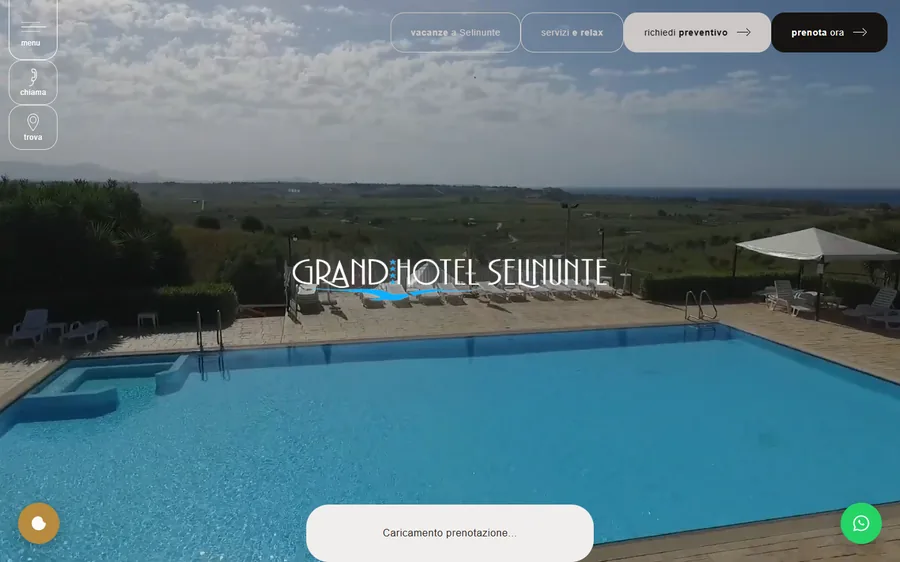 menu
chiama
trova
vacanze a Selinunte
servizi e relax
richiedi preventivo
prenota ora
GRAND HOTEL SELINUNTE
Caricamento prenotazione...